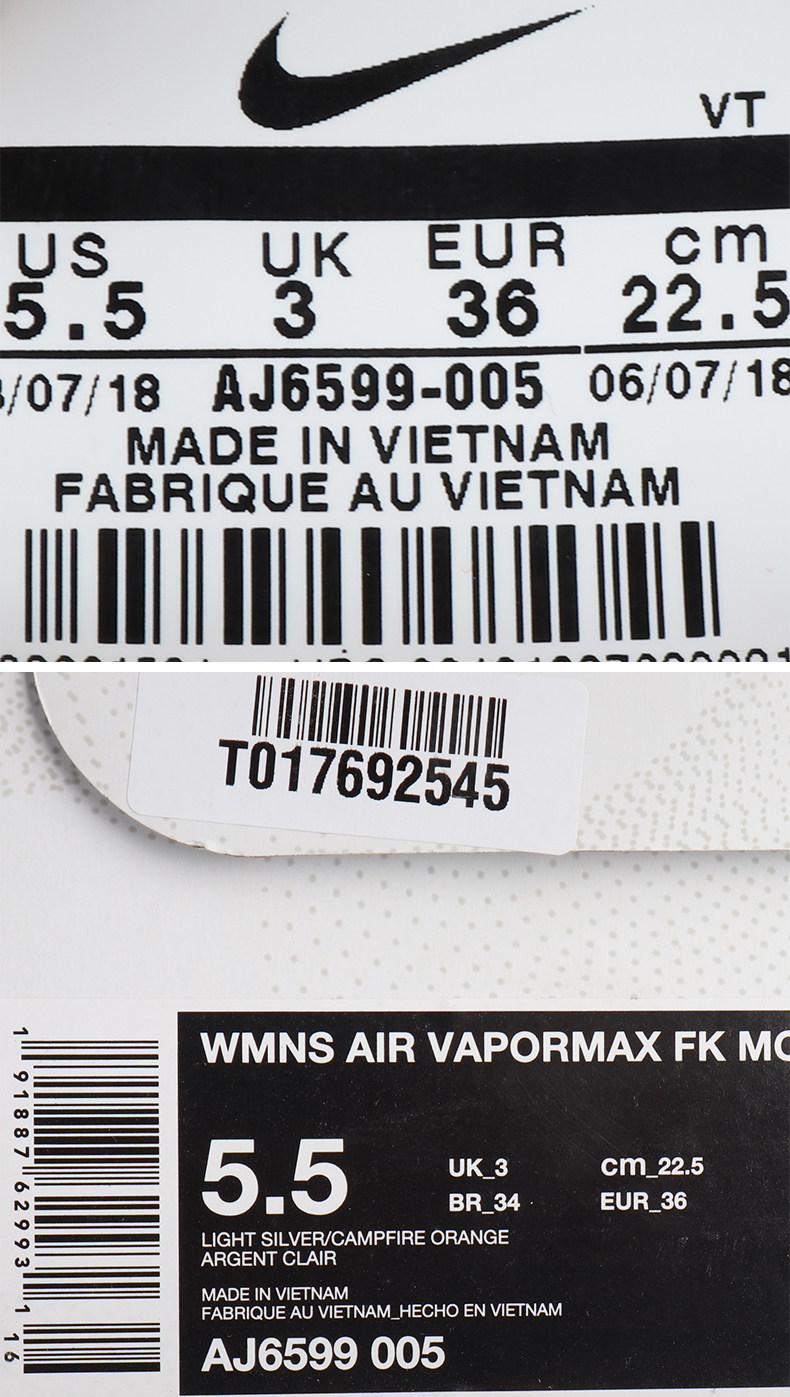 VT
US UK EUR cm
5.5 3 36 22.5
/07/18 AJ6599-005 06/07/18
MADE IN VIETNAM
FABRIQUE AU VIETNAM
T017692545
WMNS AIR VAPORMAX FK MO
5.5
UK_3 cm_22.5
BR_34 EUR_36
LIGHT SILVER/CAMPFIRE ORANGE
ARGENT CLAIR
MADE IN VIETNAM
FABRIQUE AU VIETNAM_HECHO EN VIETNAM
AJ6599 005
1 91887 62993 1 16